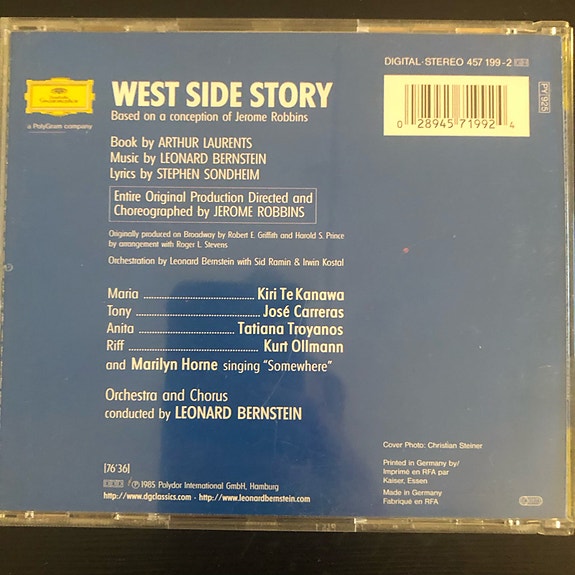 DIGITAL·STEREO 457 199-2 GH
0 28945 71992 4
PY 925
Deutsche Grammophon
a PolyGram company
WEST SIDE STORY
Based on a conception of Jerome Robbins
Book by ARTHUR LAURENTS
Music by LEONARD BERNSTEIN
Lyrics by STEPHEN SONDHEIM
Entire Original Production Directed and
Choreographed by JEROME ROBBINS
Originally produced on Broadway by Robert E. Griffith and Harold S. Prince
by arrangement with Roger L. Stevens
Orchestration by Leonard Bernstein with Sid Ramin & Irwin Kostal
Maria ........................... Kiri Te Kanawa
Tony ............................. José Carreras
Anita ....................... Tatiana Troyanos
Riff ................................ Kurt Ollmann
and Marilyn Horne singing "Somewhere"
Orchestra and Chorus
conducted by LEONARD BERNSTEIN
[76'36]
DDD ℗ 1985 Polydor International GmbH, Hamburg
http://www.dgclassics.com - http://www.leonardbernstein.com
Cover Photo: Christian Steiner
Printed in Germany by/
Imprimé en RFA par
Kaiser, Essen
Made in Germany
Fabriqué en RFA